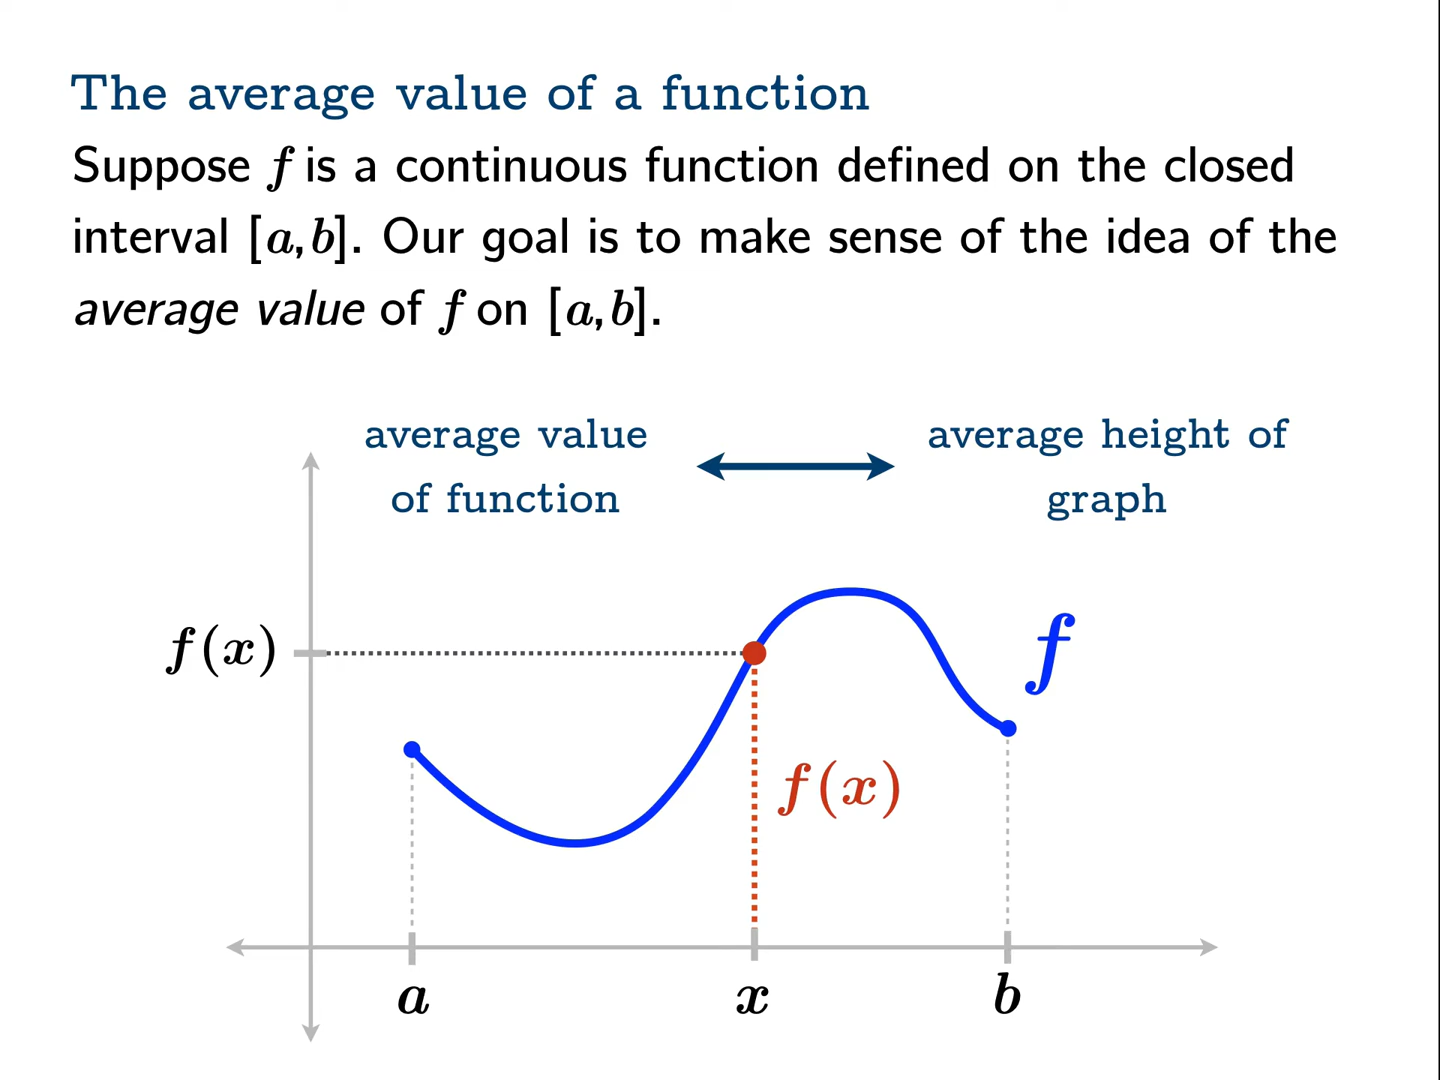 The average value of a function
Suppose f is a continuous function defined on the closed
interval [a,b]. Our goal is to make sense of the idea of the
average value of f on [a,b].
average value
of function
average height of
graph
f(x)
f
f(x)
a
x
b